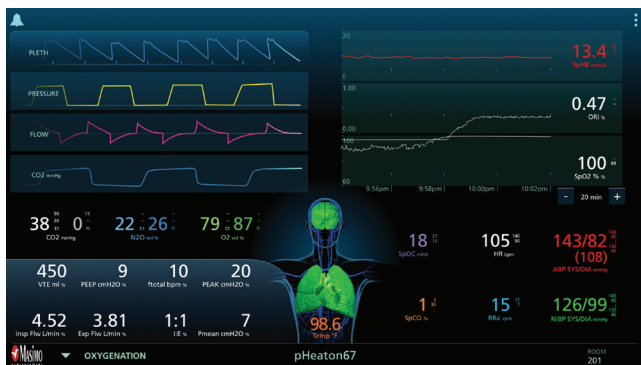 PLETH
PRESSURE
FLOW
CO2 mmHg
20
0
13.4
SpHB
1.00
0.00
0.47
ORi %
100
60
100
SpO2 % %
9:56pm 9:58pm 10:00pm 10:02pm
- 20 min +
38 0
CO2 mmHg
22 26
N2O vol %
79 87
O2 vol %
18
SpOC ml/dl
105
HR bpm
143/82
(108)
ABP SYS/DIA mmHg
450
VTE ml %
9
PEEP cmH2O %
10
ftotal bpm %
20
PEAK cmH2O %
1
SpCO %
15
RRa rpm
126/99
NIBP SYS/DIA mmHg
4.52
insp Flw L/min %
3.81
Exp Flw L/min %
1:1
I:E %
7
Pmean cmH2O %
98.6
Temp °F
Masimo
OXYGENATION
pHeaton67
ROOM
201